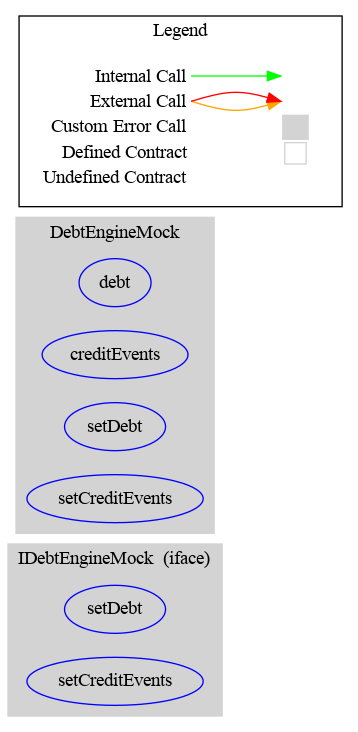 Legend
Internal Call
External Call
Custom Error Call
Defined Contract
Undefined Contract
DebtEngineMock
debt
creditEvents
setDebt
setCreditEvents
IDebtEngineMock (iface)
setDebt
setCreditEvents